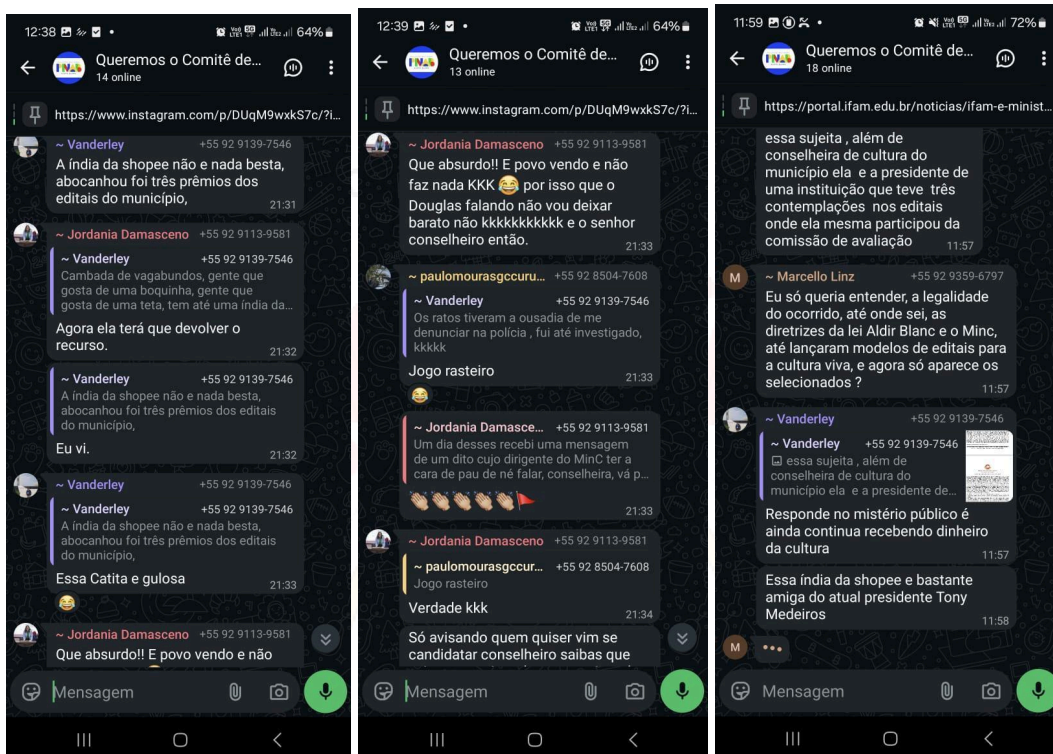 12:38
64%
Queremos o Comitê de...
14 online
https://www.instagram.com/p/DUqM9wxkS7c/?i...
~ Vanderley +55 92 9139-7546
A índia da shopee não e nada besta,
abocanhou foi três prêmios dos
editais do município,
21:31
~ Jordania Damasceno +55 92 9113-9581
~ Vanderley +55 92 9139-7546
Cambada de vagabundos, gente que
gosta de uma boquinha, gente que
gosta de uma teta, tem até uma índia da...
Agora ela terá que devolver o
recurso.
21:32
~ Vanderley +55 92 9139-7546
A índia da shopee não e nada besta,
abocanhou foi três prêmios dos
editais do município,
Eu vi.
21:32
~ Vanderley +55 92 9139-7546
~ Vanderley +55 92 9139-7546
A índia da shopee não e nada besta,
abocanhou foi três prêmios dos
editais do município,
Essa Catita e gulosa
21:33
😂
~ Jordania Damasceno +55 92 9113-9581
Que absurdo!! E povo vendo e não
Mensagem
12:39
64%
Queremos o Comitê de...
13 online
https://www.instagram.com/p/DUqM9wxkS7c/?i...
~ Jordania Damasceno +55 92 9113-9581
Que absurdo!! E povo vendo e não
faz nada KKK 😂 por isso que o
Douglas falando não vou deixar
barato não kkkkkkkkkkk e o senhor
conselheiro então.
21:33
~ paulomourasgccuru... +55 92 8504-7608
~ Vanderley +55 92 9139-7546
Os ratos tiveram a ousadia de me
denunciar na polícia , fui até investigado,
kkkkk
Jogo rasteiro
21:33
😂
~ Jordania Damasce... +55 92 9113-9581
Um dia desses recebi uma mensagem
de um dito cujo dirigente do MinC ter a
cara de pau de né falar, conselheira, vá p...
👏🏼👏🏼👏🏼👏🏼👏🏼🚩
21:33
~ Jordania Damasceno +55 92 9113-9581
~ paulomourasgccur... +55 92 8504-7608
Jogo rasteiro
Verdade kkk
21:34
Só avisando quem quiser vim se
candidatar conselheiro saibas que
Mensagem
11:59
72%
Queremos o Comitê de...
18 online
https://portal.ifam.edu.br/noticias/ifam-e-minist...
essa sujeita , além de
conselheira de cultura do
município ela e a presidente de
uma instituição que teve três
contemplações nos editais
onde ela mesma participou da
comissão de avaliação
11:57
M
~ Marcello Linz +55 92 9359-6797
Eu só queria entender, a legalidade
do ocorrido, até onde sei, as
diretrizes da lei Aldir Blanc e o Minc,
até lançaram modelos de editais para
a cultura viva, e agora só aparece os
selecionados ?
11:57
~ Vanderley +55 92 9139-7546
~ Vanderley +55 92 9139-7546
essa sujeita , além de
conselheira de cultura do
município ela e a presidente de...
Responde no mistério público é
ainda continua recebendo dinheiro
da cultura
11:57
Essa índia da shopee e bastante
amiga do atual presidente Tony
Medeiros
11:58
M
Mensagem